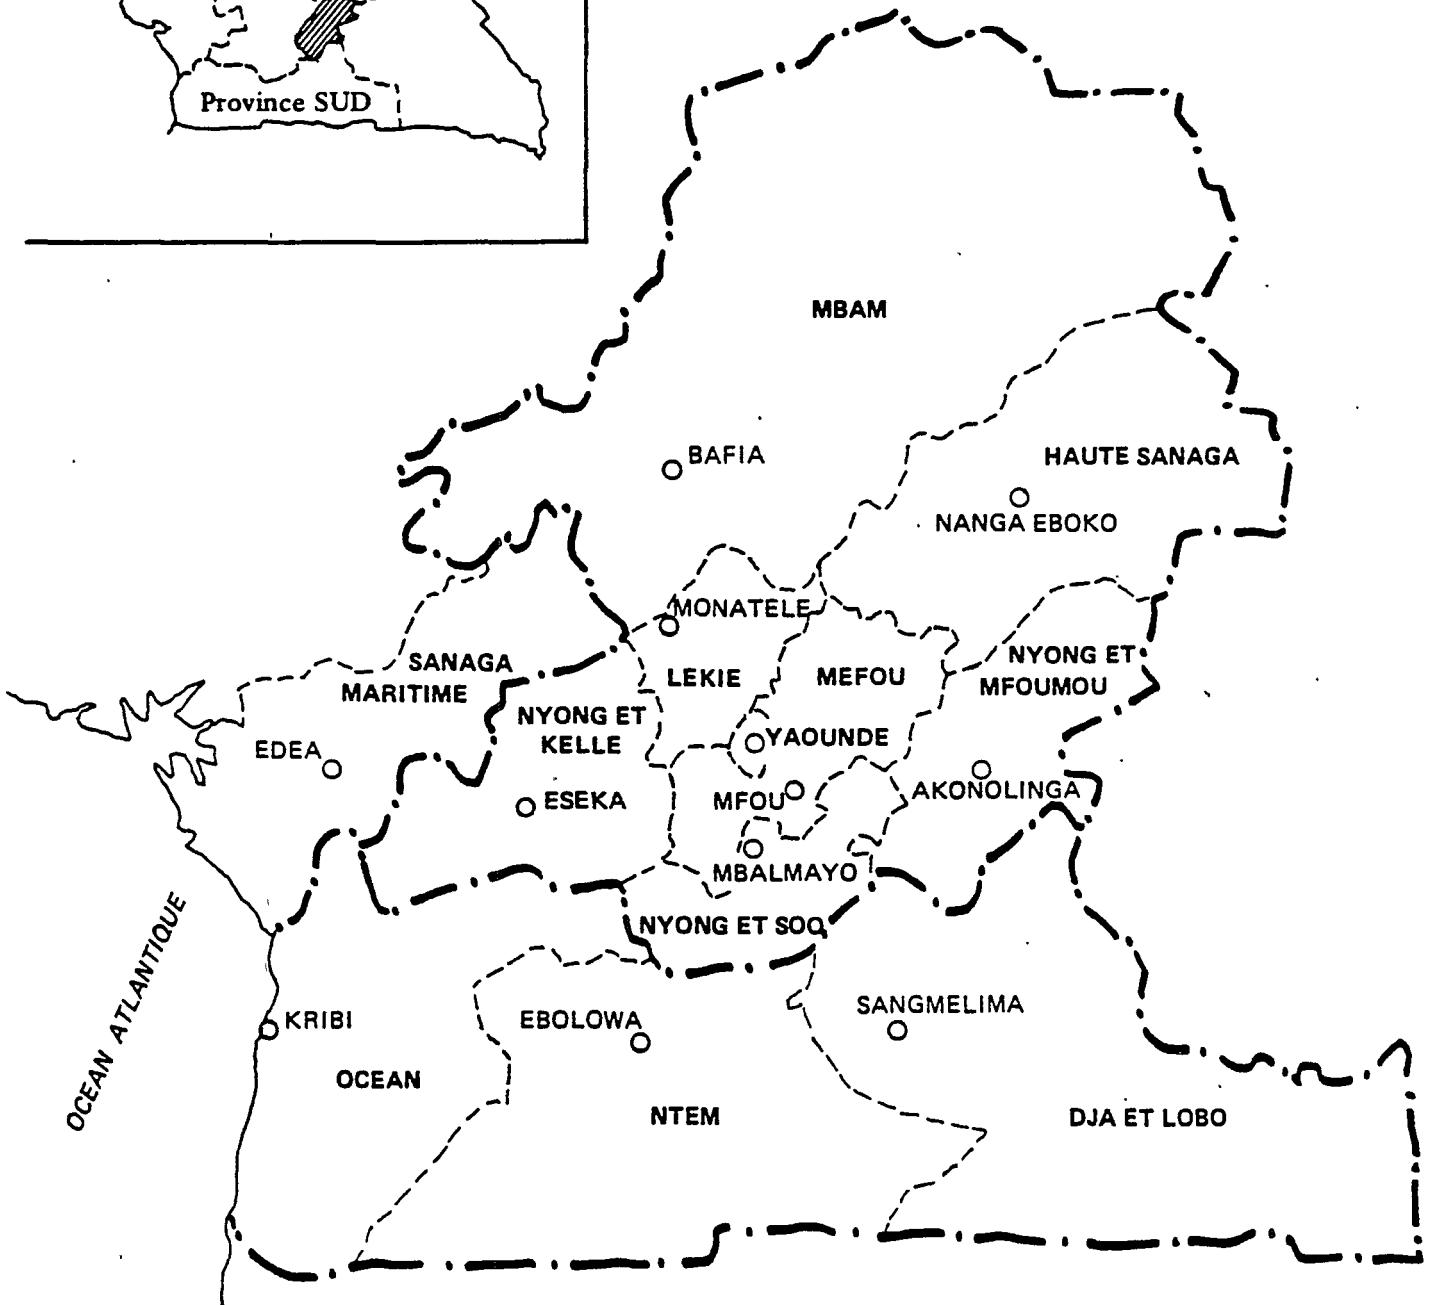 Province SUD
MBAM
BAFIA
HAUTE SANAGA
NANGA EBOKO
MONATELE
SANAGA
MARITIME
LEKIE
MEFOU
NYONG ET
MFOUMOU
NYONG ET
KELLE
YAOUNDE
EDEA
ESEKA
MFOU
AKONOLINGA
MBALMAYO
NYONG ET SOO
OCEAN ATLANTIQUE
KRIBI
EBOLOWA
SANGMELIMA
OCEAN
NTEM
DJA ET LOBO